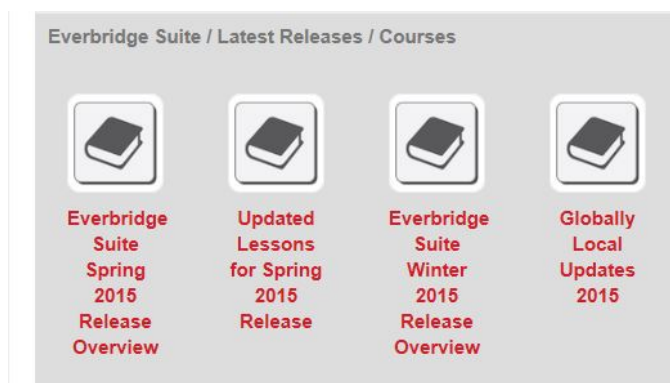 Everbridge Suite / Latest Releases / Courses
Everbridge
Suite
Spring
2015
Release
Overview
Updated
Lessons
for Spring
2015
Release
Everbridge
Suite
Winter
2015
Release
Overview
Globally
Local
Updates
2015